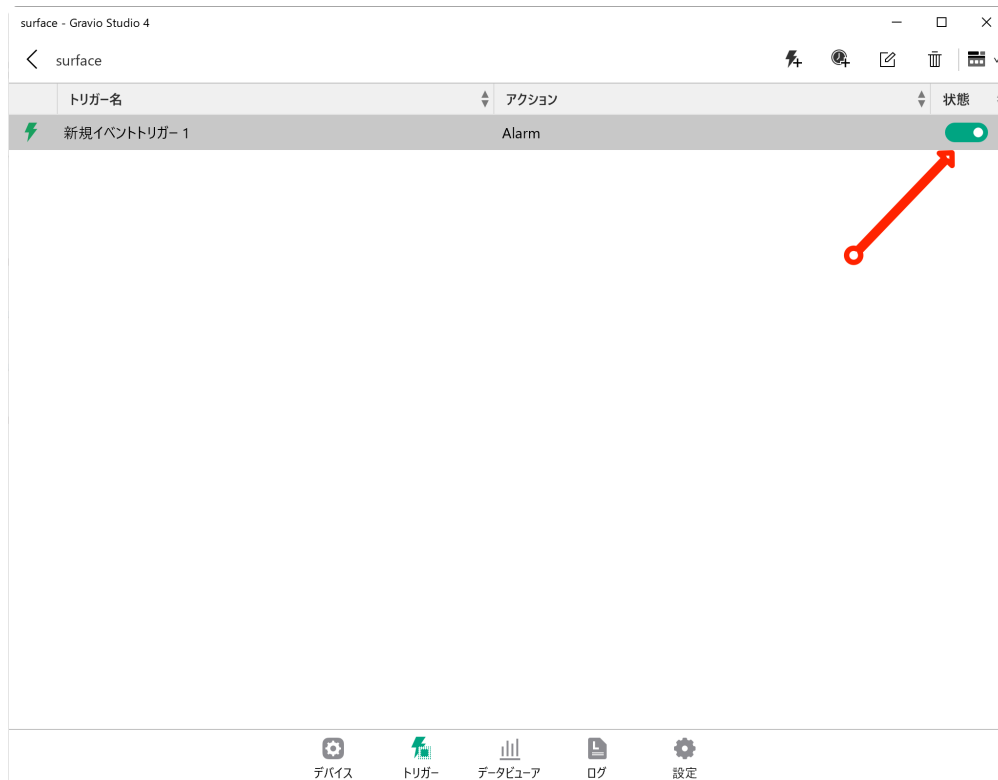 surface - Gravio Studio 4
surface
トリガー名 アクション 状態
新規イベントトリガー 1 Alarm
デバイス トリガー データビューア ログ 設定